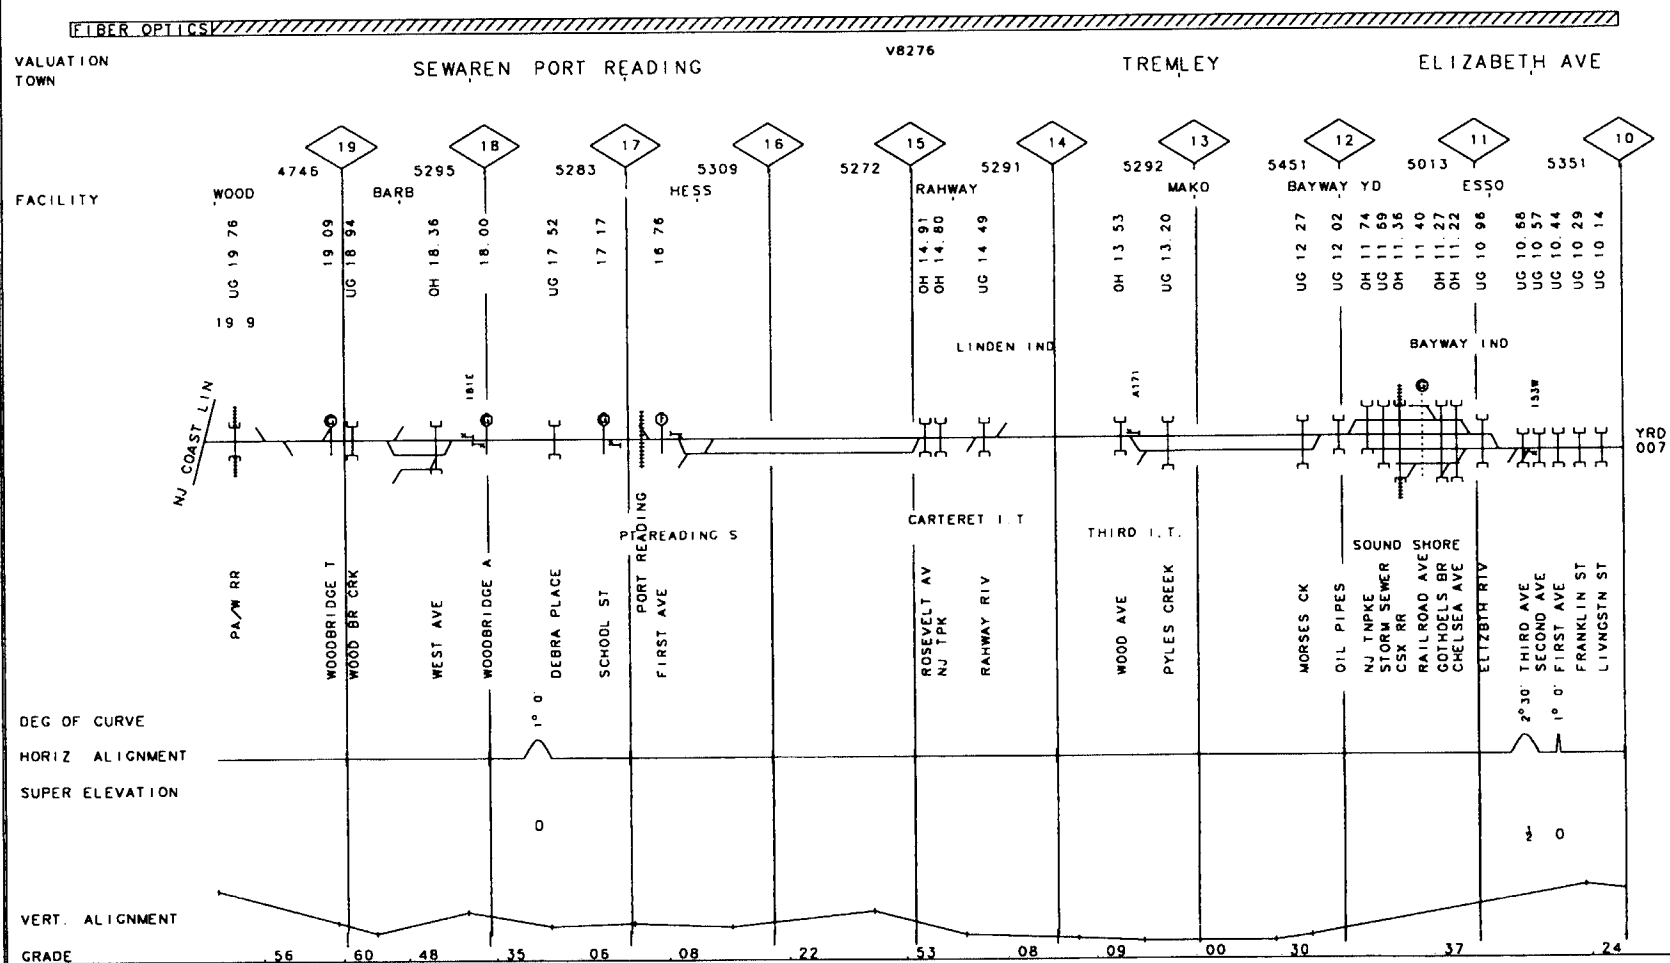 FIBER OPTICS
VALUATION V8276
TOWN SEWAREN PORT READING TREMLEY ELIZABETH AVE
19 18 17 16 15 14 13 12 11 10
4746 5295 5283 5309 5272 5291 5292 5451 5013 5351
FACILITY WOOD BARB HESS RAHWAY MAKO BAYWAY YD ESSO
UG 19 76
19 09
UG 18 94
OH 18.36
18.00
UG 17 52
17 17
16 76
OH 14.91
OH 14.80
UG 14 49
OH 13 53
UG 13.20
UG 12 27
UG 12 02
OH 11 74
UG 11 69
OH 11.36
11 40
OH 11.27
OH 11.22
UG 10 96
UG 10.68
UG 10 57
UG 10.44
UG 10 29
UG 10 14
19 9
LINDEN IND BAYWAY IND
NJ COAST LIN
181E
A171
153W
YRD
007
PT READING S CARTERET I.T THIRD I.T.
SOUND SHORE
PA/W RR
WOODBRIDGE T
WOOD BR CRK
WEST AVE
WOODBRIDGE A
DEBRA PLACE
SCHOOL ST
PORT READING
FIRST AVE
ROSEVELT AV
NJ TPK
RAHWAY RIV
WOOD AVE
PYLES CREEK
MORSES CK
OIL PIPES
NJ TNPKE
STORM SEWER
CSX RR
RAILROAD AVE
GOTHDELS BR
CHELSEA AVE
ELIZBTH RIV
THIRD AVE
SECOND AVE
FIRST AVE
FRANKLIN ST
LIVNGSTN ST
DEG OF CURVE 1° 0' 2° 30' 1° 0'
HORIZ ALIGNMENT
SUPER ELEVATION
0 ½ 0
VERT. ALIGNMENT
GRADE .56 .60 .48 .35 06 .08 .22 .53 .08 .09 .00 .30 .37 .24